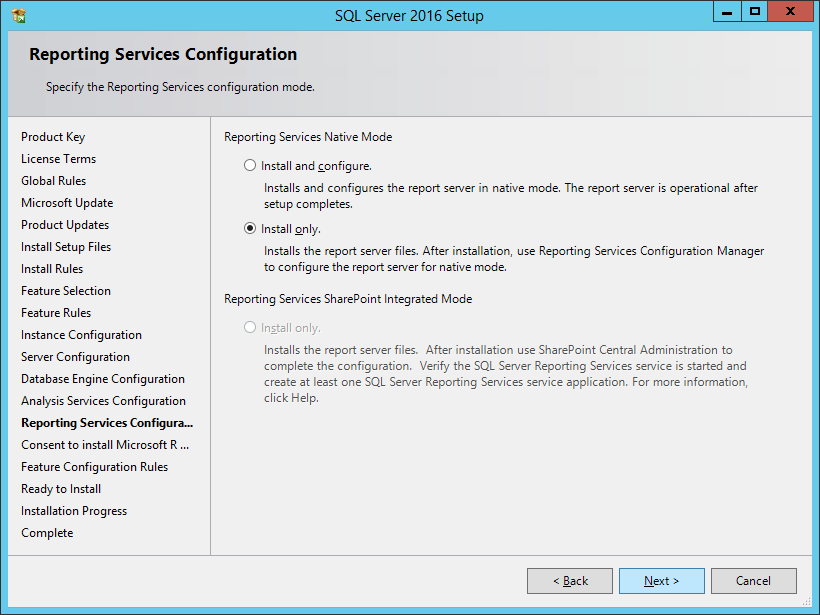 SQL Server 2016 Setup
Reporting Services Configuration
Specify the Reporting Services configuration mode.
Product Key
License Terms
Global Rules
Microsoft Update
Product Updates
Install Setup Files
Install Rules
Feature Selection
Feature Rules
Instance Configuration
Server Configuration
Database Engine Configuration
Analysis Services Configuration
Reporting Services Configura...
Consent to install Microsoft R ...
Feature Configuration Rules
Ready to Install
Installation Progress
Complete
Reporting Services Native Mode
Install and configure.
Installs and configures the report server in native mode. The report server is operational after
setup completes.
Install only.
Installs the report server files. After installation, use Reporting Services Configuration Manager
to configure the report server for native mode.
Reporting Services SharePoint Integrated Mode
Install only.
Installs the report server files.  After installation use SharePoint Central Administration to
complete the configuration.  Verify the SQL Server Reporting Services service is started and
create at least one SQL Server Reporting Services service application. For more information,
click Help.
< Back
Next >
Cancel